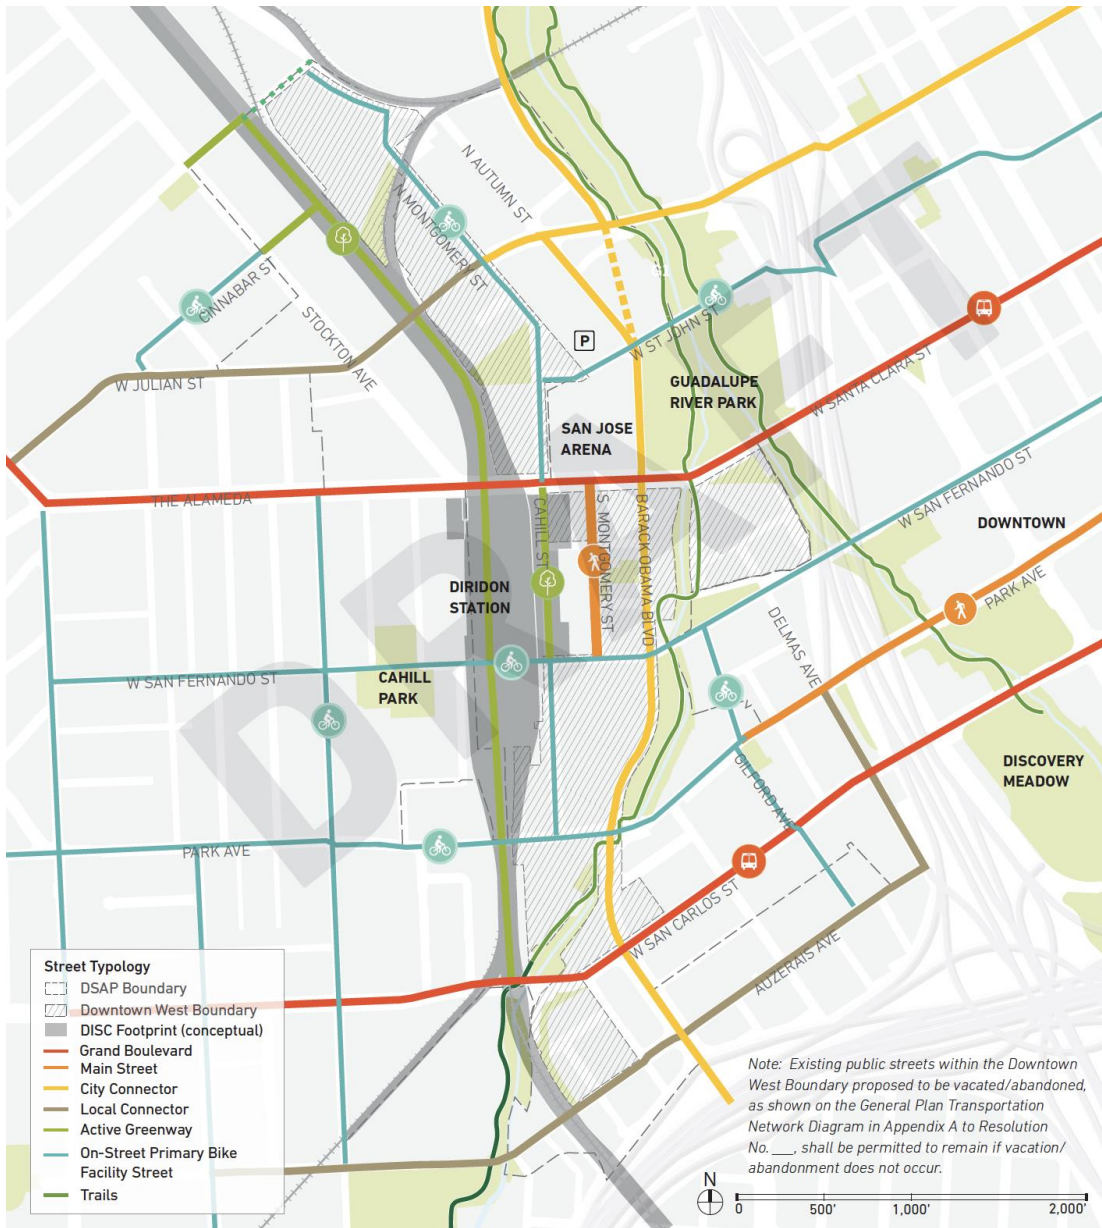 N AUTUMN ST
N MONTGOMERY ST
CINNABAR ST
STOCKTON AVE
W JULIAN ST
P
W ST JOHN ST
GUADALUPE
RIVER PARK
W SANTA CLARA ST
SAN JOSE
ARENA
THE ALAMEDA
CAHILL ST
S MONTGOMERY ST
BARACK OBAMA BLVD
W SAN FERNANDO ST
DOWNTOWN
DIRIDON
STATION
PARK AVE
DELMAS AVE
W SAN FERNANDO ST
CAHILL
PARK
GILFORD AVE
DISCOVERY
MEADOW
PARK AVE
W SAN CARLOS ST
AUZERAIS AVE
DRAFT
Street Typology
DSAP Boundary
Downtown West Boundary
DISC Footprint (conceptual)
Grand Boulevard
Main Street
City Connector
Local Connector
Active Greenway
On-Street Primary Bike
Facility Street
Trails
Note: Existing public streets within the Downtown
West Boundary proposed to be vacated/abandoned,
as shown on the General Plan Transportation
Network Diagram in Appendix A to Resolution
No. ___, shall be permitted to remain if vacation/
abandonment does not occur.
N
0 500' 1,000' 2,000'